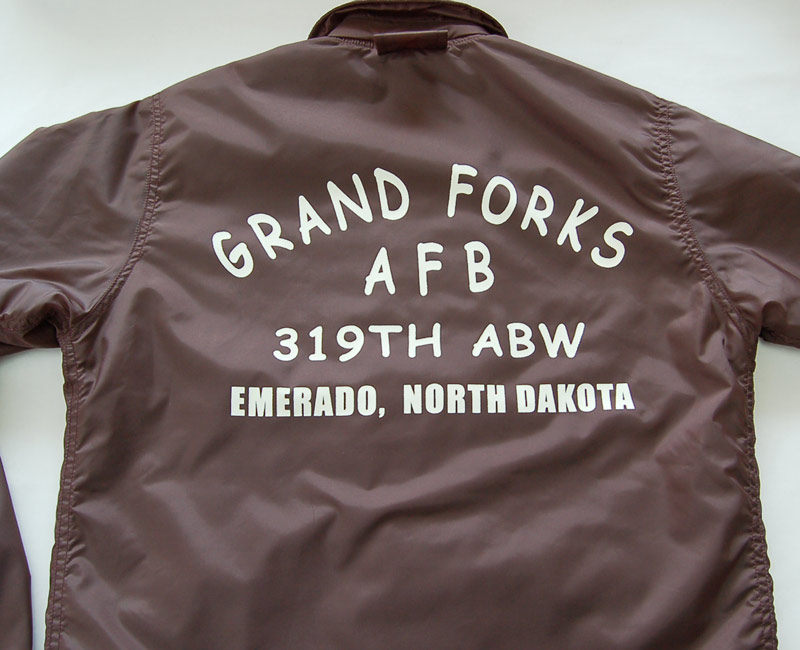 GRAND FORKS
AFB
319TH ABW
EMERADO, NORTH DAKOTA